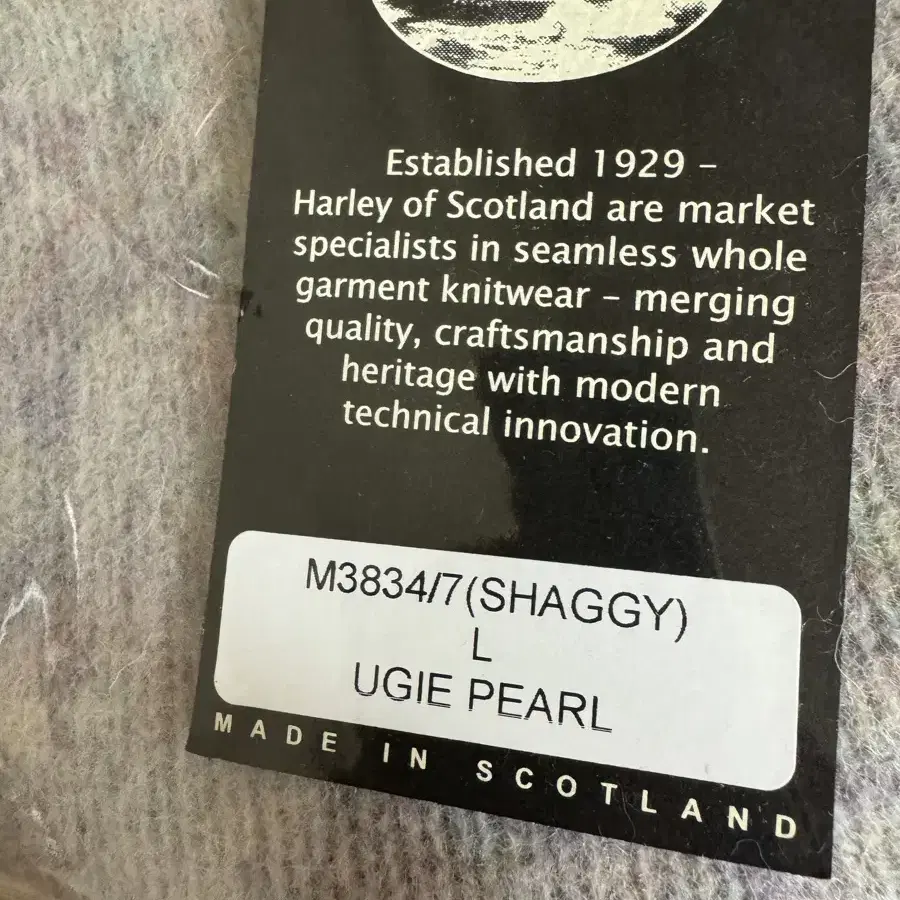 Established 1929 –
Harley of Scotland are market
specialists in seamless whole
garment knitwear – merging
quality, craftsmanship and
heritage with modern
technical innovation.
M3834/7(SHAGGY)
L
UGIE PEARL
MADE IN SCOTLAND